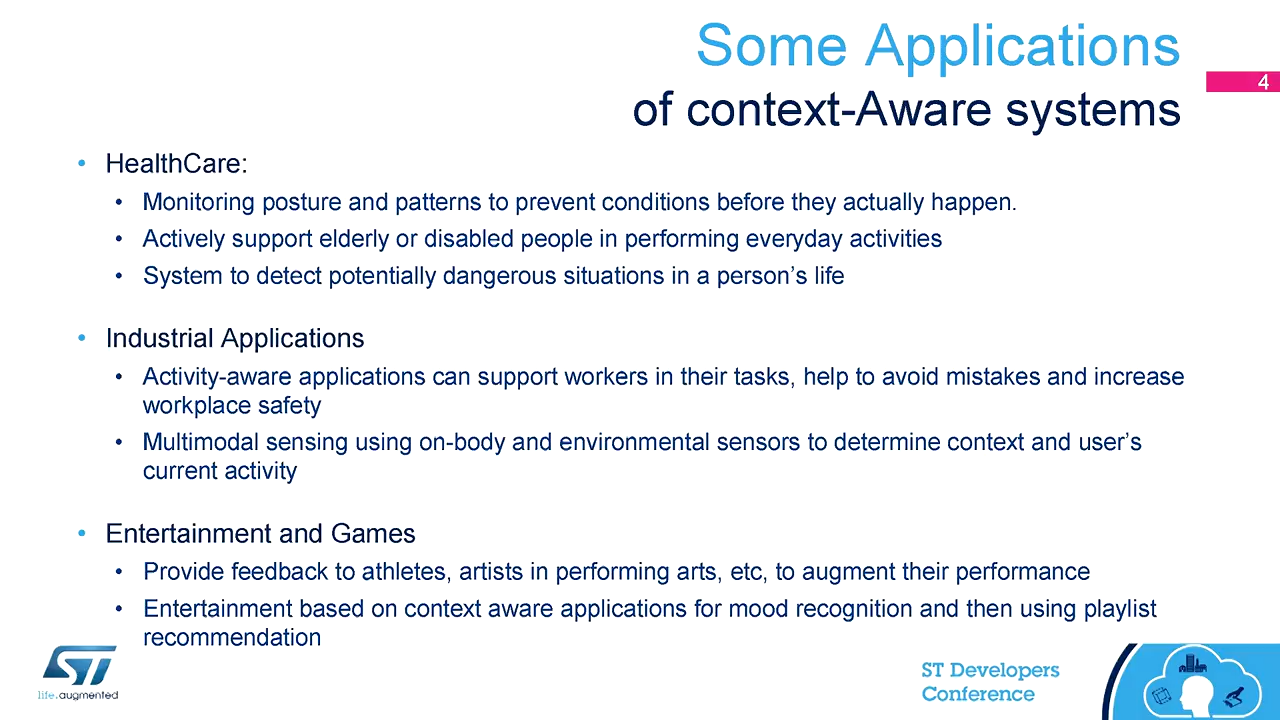 Some Applications
4
of context-Aware systems
• HealthCare:
• Monitoring posture and patterns to prevent conditions before they actually happen.
• Actively support elderly or disabled people in performing everyday activities
• System to detect potentially dangerous situations in a person’s life
• Industrial Applications
• Activity-aware applications can support workers in their tasks, help to avoid mistakes and increase
workplace safety
• Multimodal sensing using on-body and environmental sensors to determine context and user’s
current activity
• Entertainment and Games
• Provide feedback to athletes, artists in performing arts, etc, to augment their performance
• Entertainment based on context aware applications for mood recognition and then using playlist
recommendation
ST
life.augmented
ST Developers
Conference